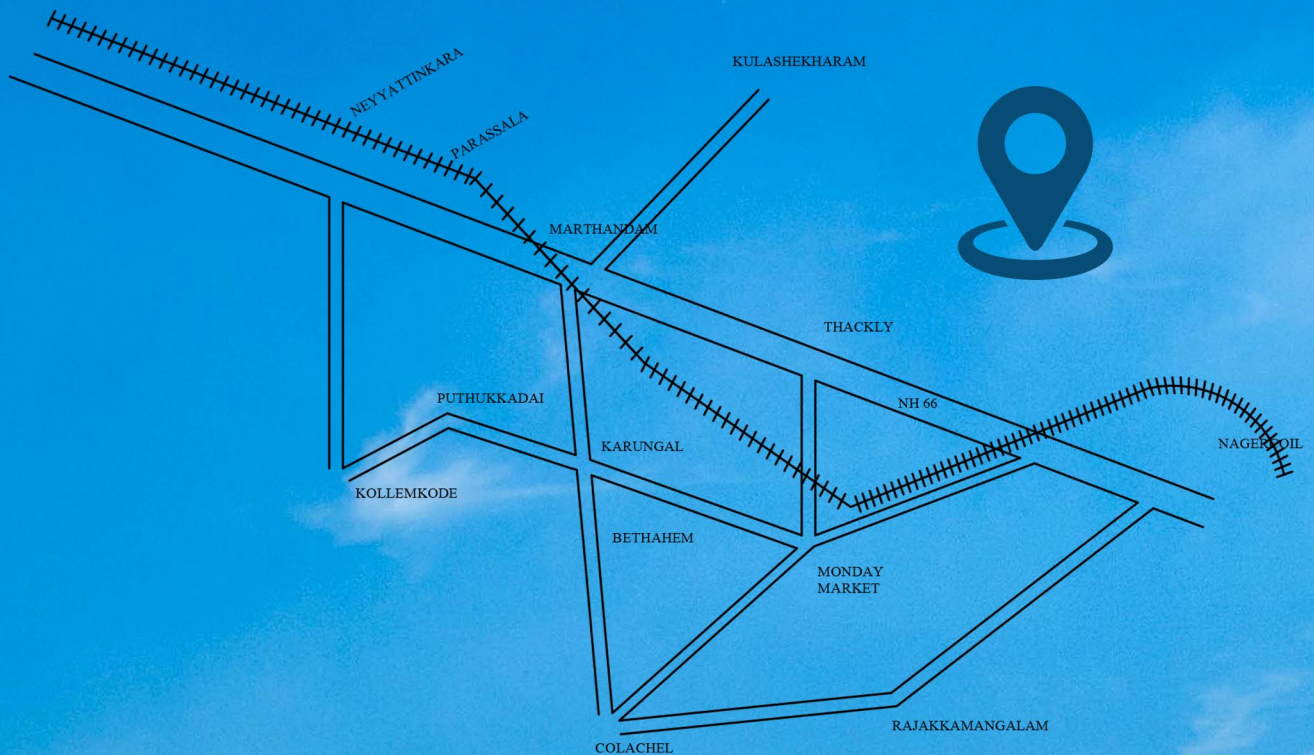 KULASHEKHARAM
NEYYATTINKARA
PARASSALA
MARTHANDAM
THACKLY
PUTHUKKADAI
NH 66
KARUNGAL
NAGERCOIL
KOLLEMKODE
BETHAHEM
MONDAY
MARKET
RAJAKKAMANGALAM
COLACHEL